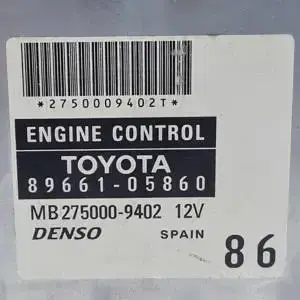 *2750009402T*
ENGINE CONTROL
TOYOTA
89661-05860
MB275000-9402 12V
DENSO SPAIN 86